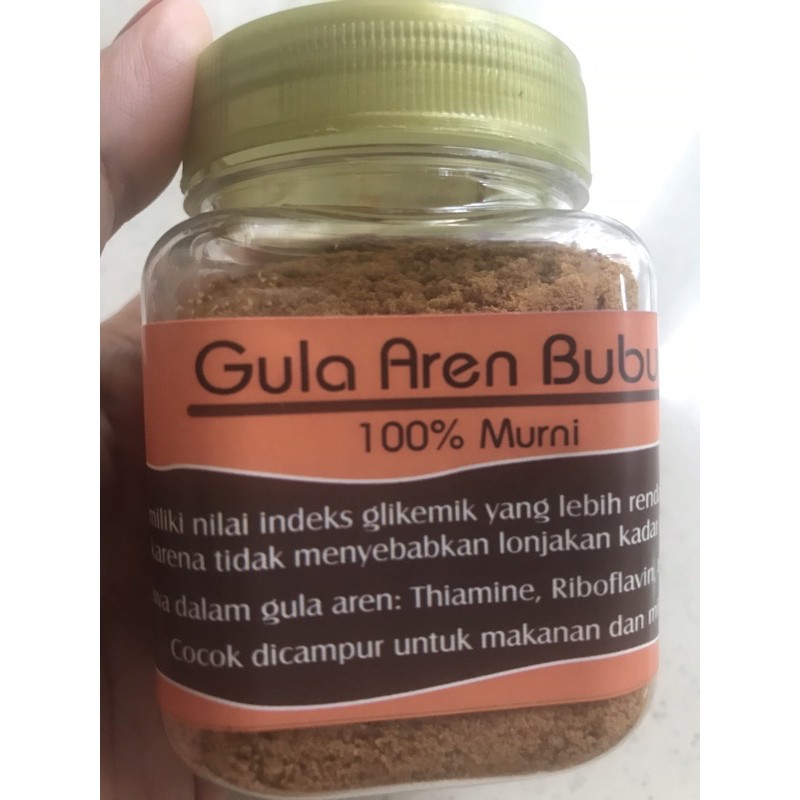 Gula Aren Bubu
100% Murni
miliki nilai indeks glikemik yang lebih rend
karena tidak menyebabkan lonjakan kadar
dalam gula aren: Thiamine, Riboflavin,
Cocok dicampur untuk makanan dan m